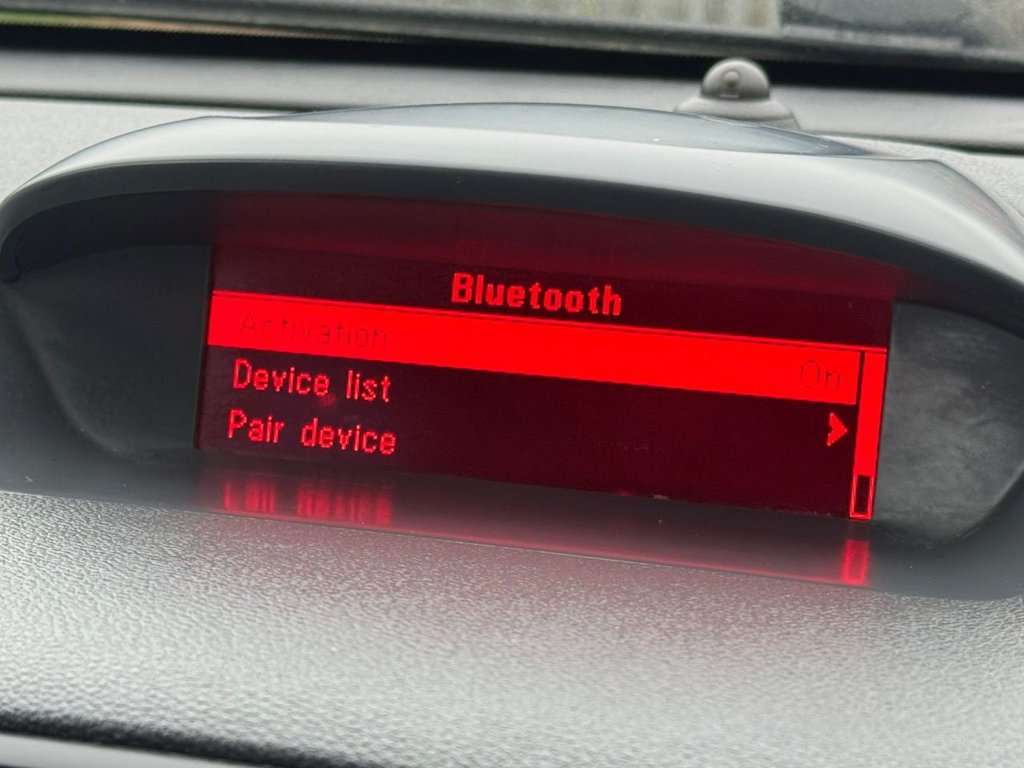 Bluetooth
Activation On
Device list
Pair device